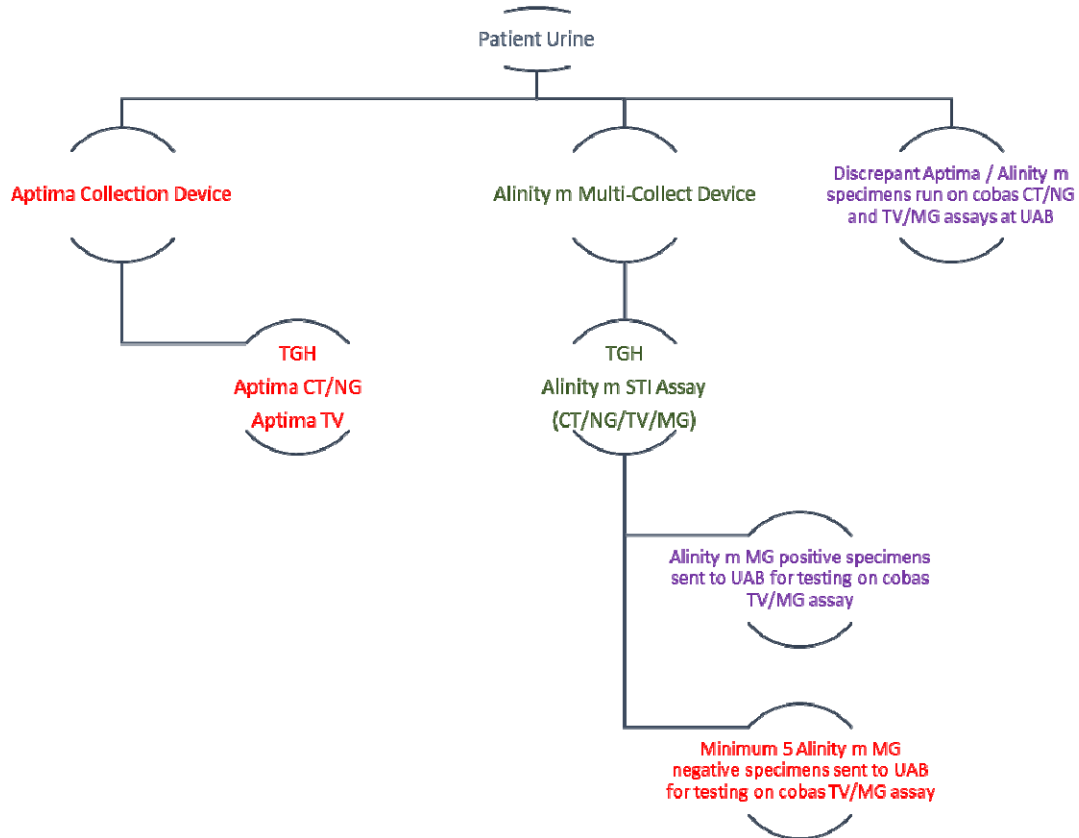 Patient Urine
Aptima Collection Device
Alinity m Multi-Collect Device
Discrepant Aptima / Alinity m
specimens run on cobas CT/NG
and TV/MG assays at UAB
TGH
Aptima CT/NG
Aptima TV
TGH
Alinity m STI Assay
(CT/NG/TV/MG)
Alinity m MG positive specimens
sent to UAB for testing on cobas
TV/MG assay
Minimum 5 Alinity m MG
negative specimens sent to UAB
for testing on cobas TV/MG assay